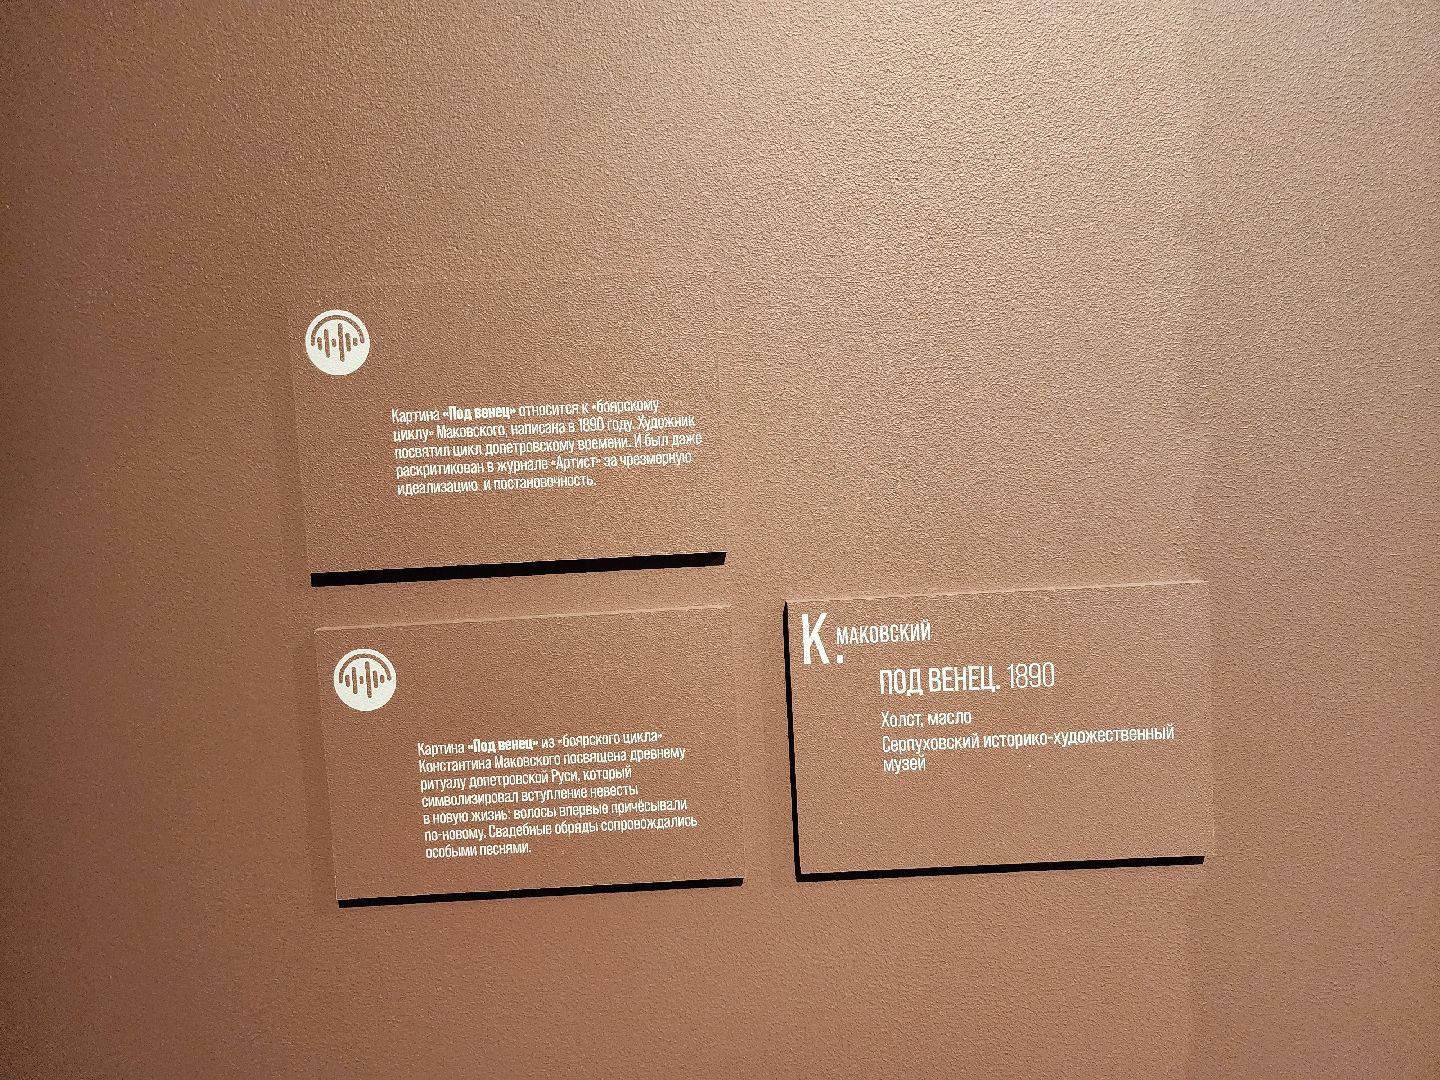 Картина «Под венец» относится к «боярскому
циклу» Маковского, написана в 1890 году. Художник
посвятил цикл допетровскому времени. И был даже
раскритикован в журнале «Артист» за чрезмерную
идеализацию и постановочность.
Картина «Под венец» из «боярского цикла»
Константина Маковского посвящена древнему
ритуалу допетровской Руси, который
символизировал вступление невесты
в новую жизнь: волосы впервые причёсывали
по-новому. Свадебные обряды сопровождались
особыми песнями.
К. МАКОВСКИЙ
ПОД ВЕНЕЦ. 1890
Холст, масло
Серпуховский историко-художественный
музей